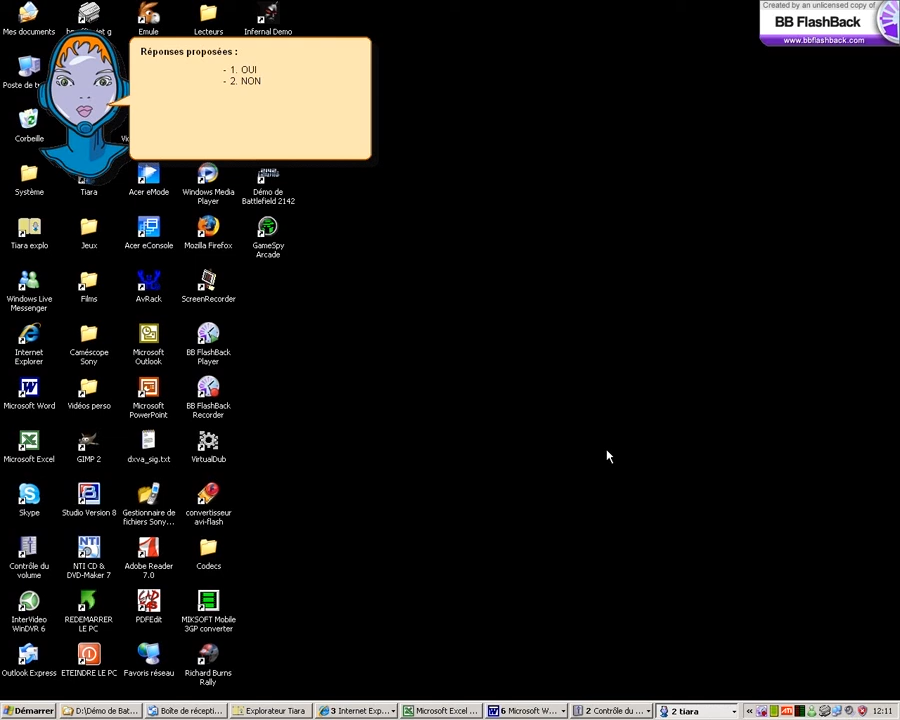 Created by an unlicensed copy of
BB FlashBack
www.bbflashback.com
Réponses proposées :
- 1. OUI
- 2. NON
Mes documents
Emule
Lecteurs
Infernal Demo
Poste de t
Corbeille
Système
Tiara
Acer eMode
Windows Media
Player
Démo de
Battlefield 2142
Tiara explo
Jeux
Acer eConsole
Mozilla Firefox
GameSpy
Arcade
Windows Live
Messenger
Films
AvRack
ScreenRecorder
Internet
Explorer
Caméscope
Sony
Microsoft
Outlook
BB FlashBack
Player
Microsoft Word
Vidéos perso
Microsoft
PowerPoint
BB FlashBack
Recorder
Microsoft Excel
GIMP 2
dxva_sig.txt
VirtualDub
Skype
Studio Version 8
Gestionnaire de
fichiers Sony...
convertisseur
avi-flash
Contrôle du
volume
NTI CD &
DVD-Maker 7
Adobe Reader
7.0
Codecs
InterVideo
WinDVR 6
REDEMARRER
LE PC
PDFEdit
MIKSOFT Mobile
3GP converter
Outlook Express
ETEINDRE LE PC
Favoris réseau
Richard Burns
Rally
Démarrer
D:\Démo de Bat...
Boîte de récepti...
Explorateur Tiara
3 Internet Exp...
Microsoft Excel ...
6 Microsoft W...
2 Contrôle du ...
2 tiara
12:11